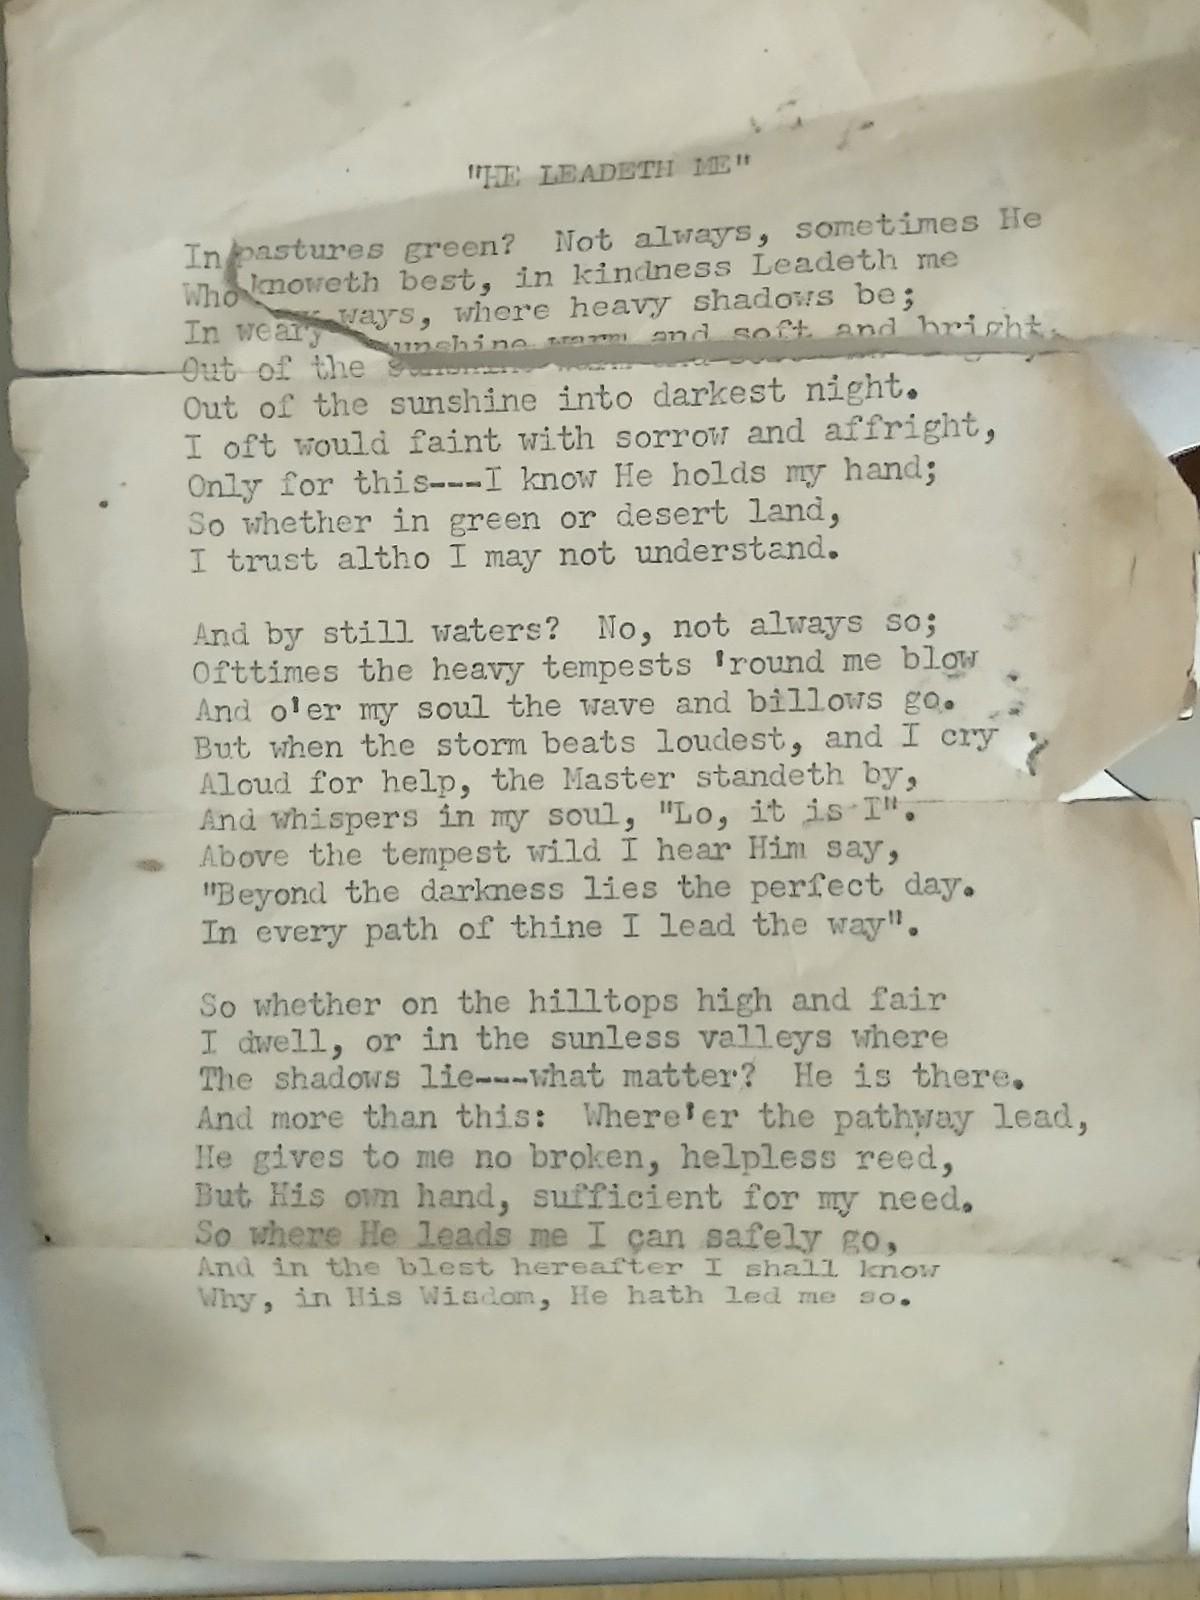 "HE LEADETH ME"
In pastures green?  Not always, sometimes He
Who knoweth best, in kindness Leadeth me
In weary ways, where heavy shadows be;
Out of the sunshine warm and soft and bright,
Out of the sunshine into darkest night.
I oft would faint with sorrow and affright,
Only for this---I know He holds my hand;
So whether in green or desert land,
I trust altho I may not understand.
And by still waters?  No, not always so;
Ofttimes the heavy tempests 'round me blow
And o'er my soul the wave and billows go.
But when the storm beats loudest, and I cry
Aloud for help, the Master standeth by,
And whispers in my soul, "Lo, it is I".
Above the tempest wild I hear Him say,
"Beyond the darkness lies the perfect day.
In every path of thine I lead the way".
So whether on the hilltops high and fair
I dwell, or in the sunless valleys where
The shadows lie---what matter?  He is there.
And more than this:  Where'er the pathway lead,
He gives to me no broken, helpless reed,
But His own hand, sufficient for my need.
So where He leads me I can safely go,
And in the blest hereafter I shall know
Why, in His Wisdom, He hath led me so.